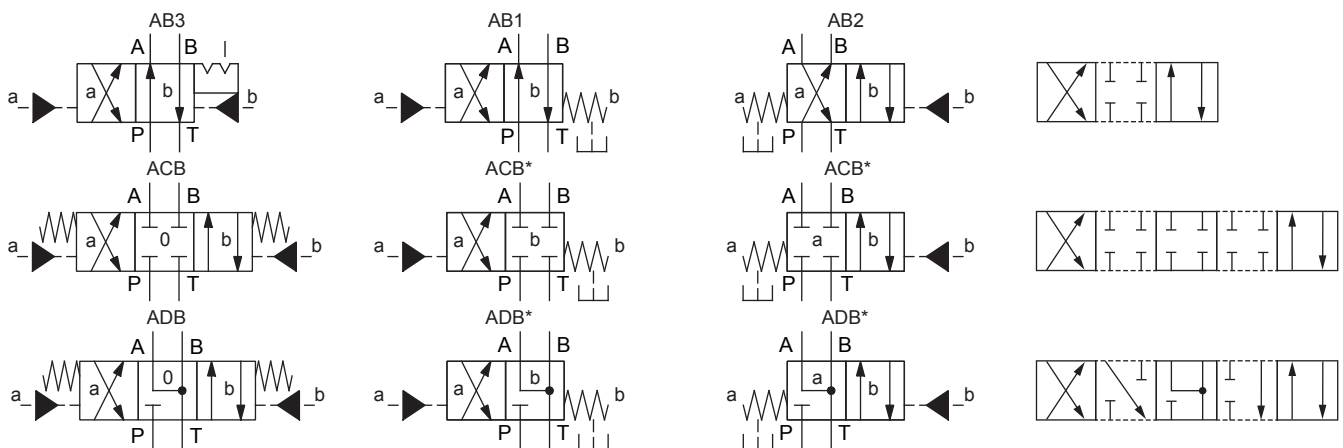 AB3 AB1 AB2
A B A B A B
a a b b a a b b a a b b
P T P T P T
ACB ACB* ACB*
A B A B A B
a a 0 b b a a b b a a b b
P T P T P T
ADB ADB* ADB*
A B A B A B
a a 0 b b a a b b a a b b
P T P T P T